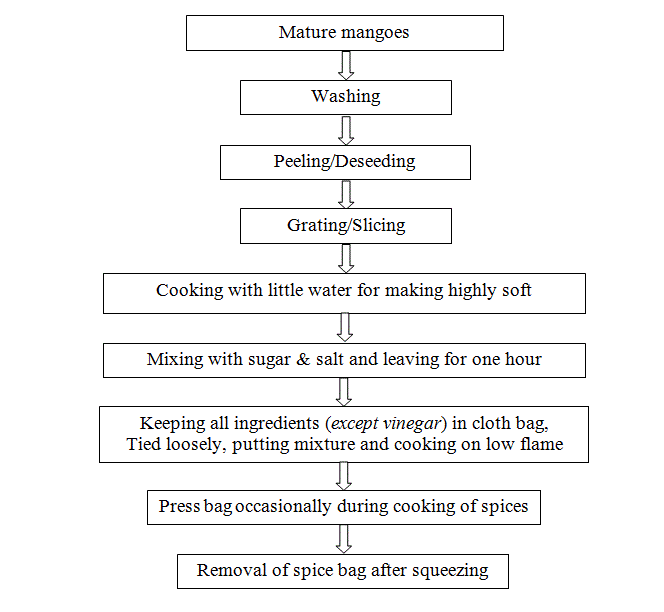 Mature mangoes
Washing
Peeling/Deseeding
Grating/Slicing
Cooking with little water for making highly soft
Mixing with sugar & salt and leaving for one hour
Keeping all ingredients (except vinegar) in cloth bag,
Tied loosely, putting mixture and cooking on low flame
Press bag occasionally during cooking of spices
Removal of spice bag after squeezing